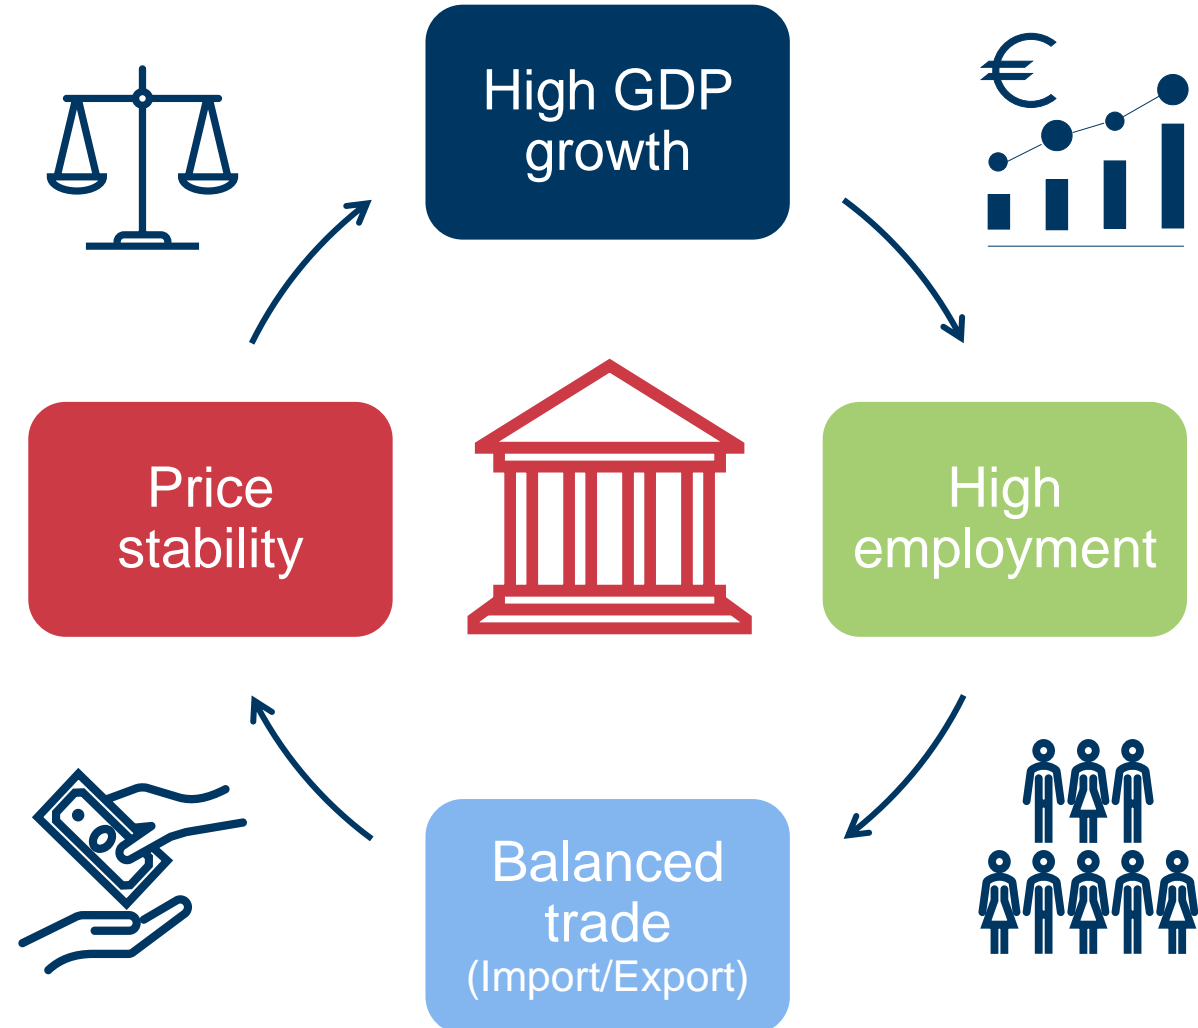 High GDP
growth
Price
stability
High
employment
Balanced
trade
(Import/Export)